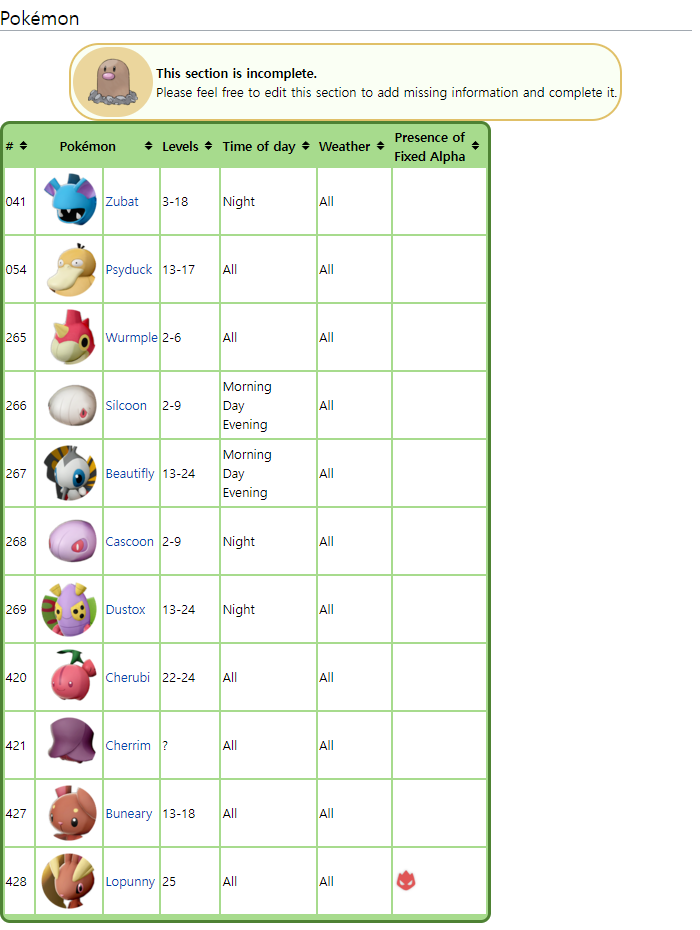 Pokémon
This section is incomplete.
Please feel free to edit this section to add missing information and complete it.
# Pokémon Levels Time of day Weather Presence of
Fixed Alpha
041 Zubat 3-18 Night All
054 Psyduck 13-17 All All
265 Wurmple 2-6 All All
266 Silcoon 2-9 Morning
Day
Evening All
267 Beautifly 13-24 Morning
Day
Evening All
268 Cascoon 2-9 Night All
269 Dustox 13-24 Night All
420 Cherubi 22-24 All All
421 Cherrim ? All All
427 Buneary 13-18 All All
428 Lopunny 25 All All